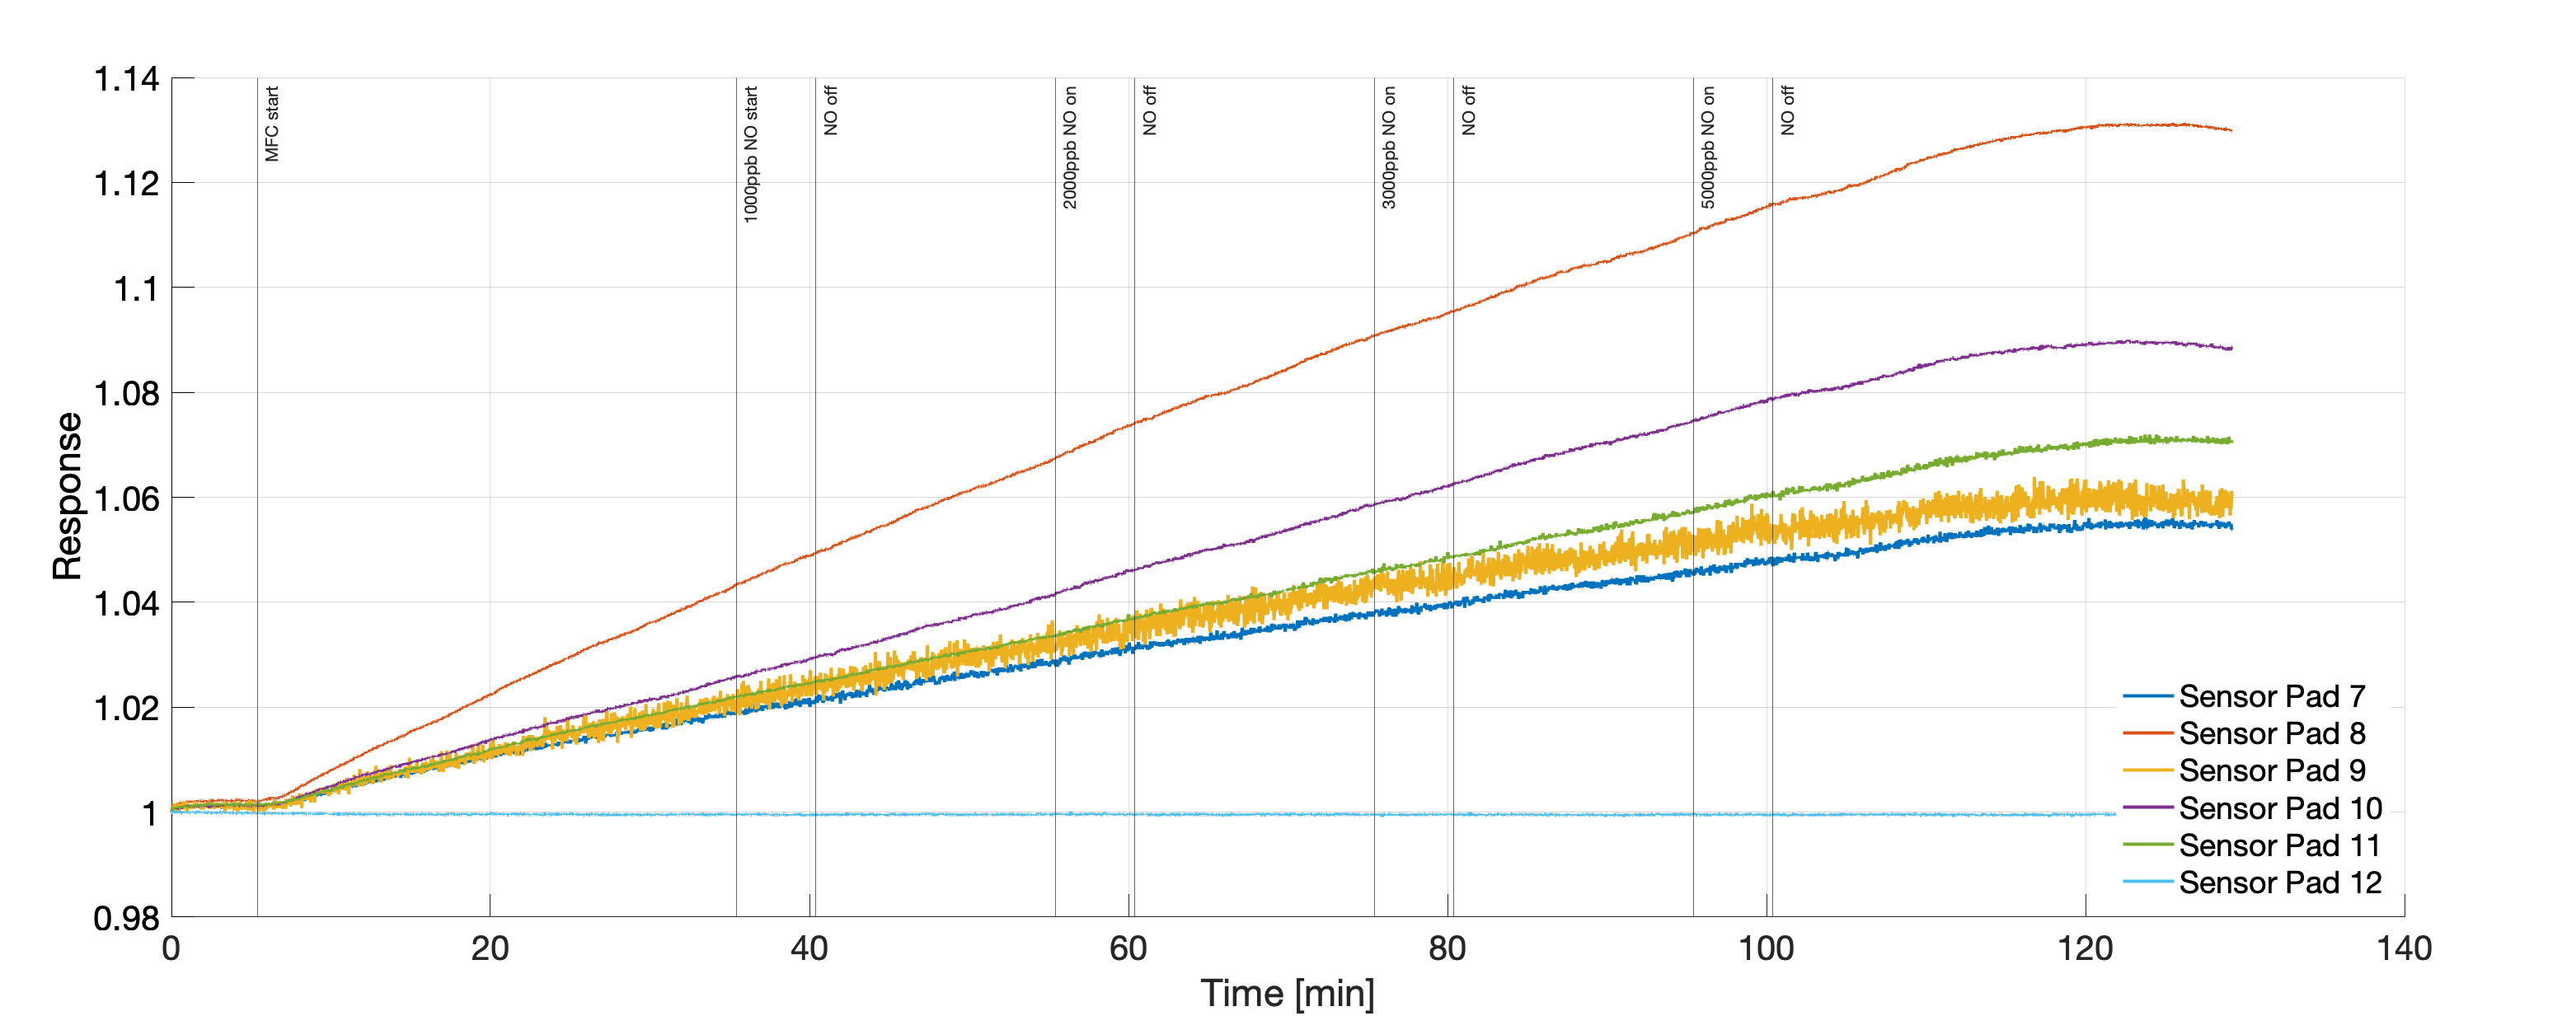 1.14
1.12
1.1
1.08
1.06
1.04
1.02
1
0.98
Response
MFC start
1000ppb NO start
NO off
2000ppb NO on
NO off
3000ppb NO on
NO off
5000ppb NO on
NO off
Sensor Pad 7
Sensor Pad 8
Sensor Pad 9
Sensor Pad 10
Sensor Pad 11
Sensor Pad 12
0 20 40 60 80 100 120 140
Time [min]